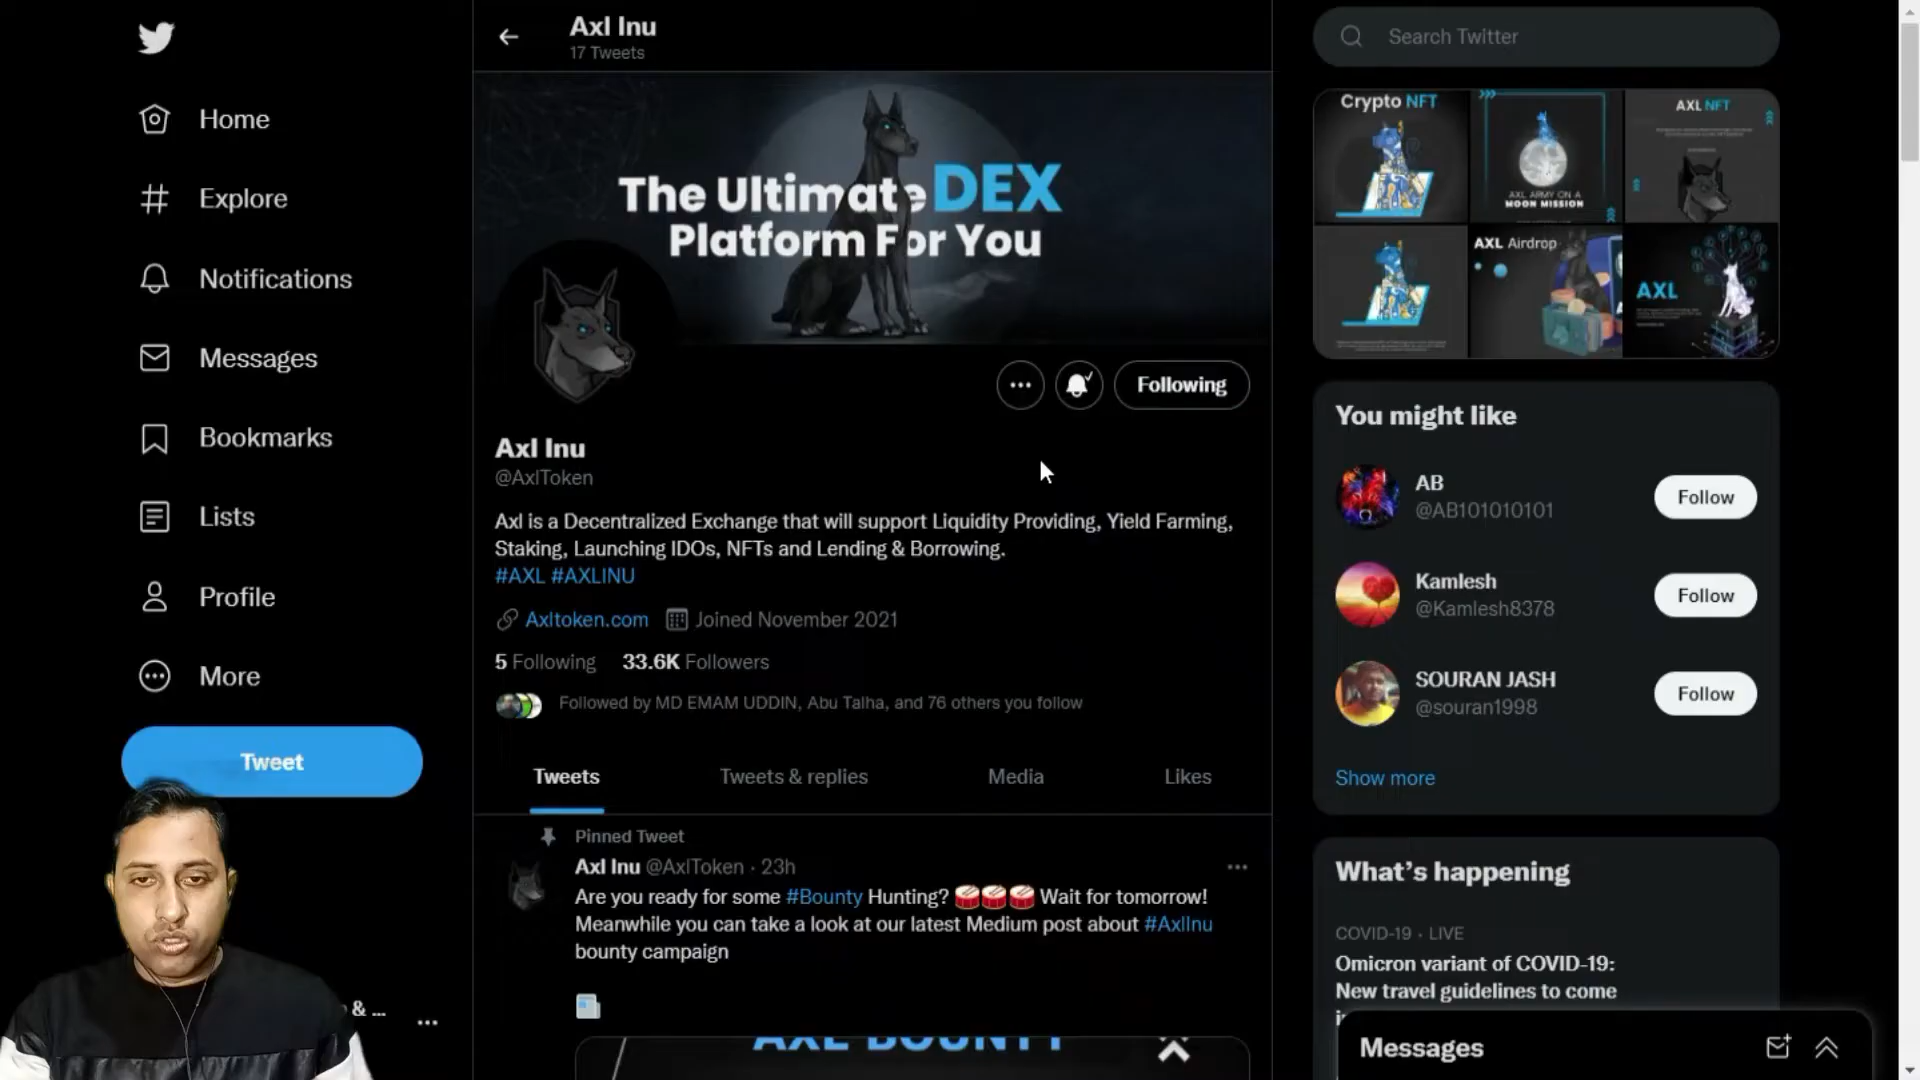 Home
Explore
Notifications
Messages
Bookmarks
Lists
Profile
More
Tweet
& ...
Axl Inu
17 Tweets
The Ultimate DEX
Platform For You
Following
Axl Inu
@AxlToken
Axl is a Decentralized Exchange that will support Liquidity Providing, Yield Farming,
Staking, Launching IDOs, NFTs and Lending & Borrowing.
#AXL #AXLINU
Axltoken.com Joined November 2021
5 Following 33.6K Followers
Followed by MD EMAM UDDIN, Abu Talha, and 76 others you follow
Tweets Tweets & replies Media Likes
Pinned Tweet
Axl Inu @AxlToken · 23h
Are you ready for some #Bounty Hunting? Wait for tomorrow!
Meanwhile you can take a look at our latest Medium post about #AxlInu
bounty campaign
AXL BOUNTY
Search Twitter
Crypto NFT
AXL ARMY ON A
MOON MISSION
AXL NFT
AXL Airdrop
AXL
You might like
AB
@AB101010101
Follow
Kamlesh
@Kamlesh8378
Follow
SOURAN JASH
@souran1998
Follow
Show more
What's happening
COVID-19 · LIVE
Omicron variant of COVID-19:
New travel guidelines to come
Messages